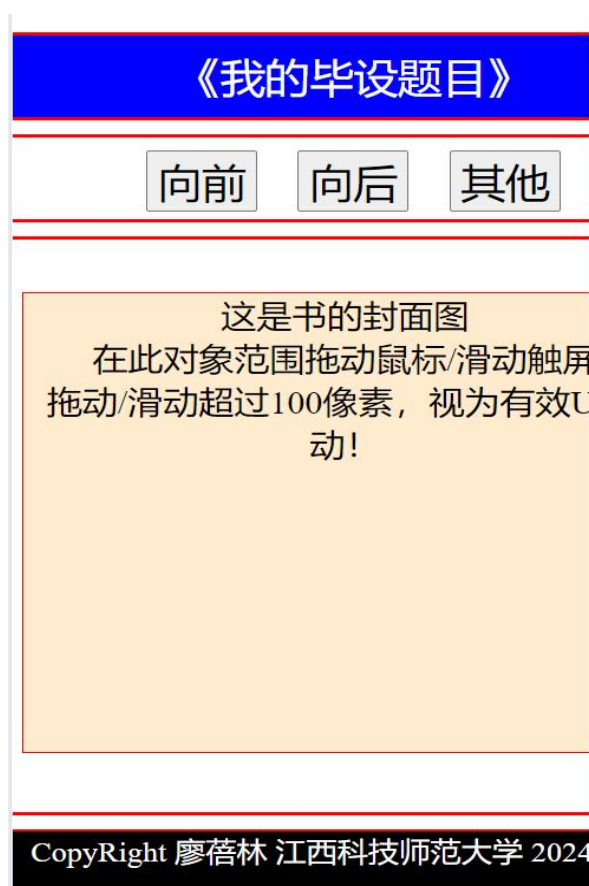 《我的毕设题目》
向前 向后 其他
这是书的封面图
在此对象范围拖动鼠标/滑动触屏
拖动/滑动超过100像素，视为有效U
动！
CopyRight 廖蓓林 江西科技师范大学 2024